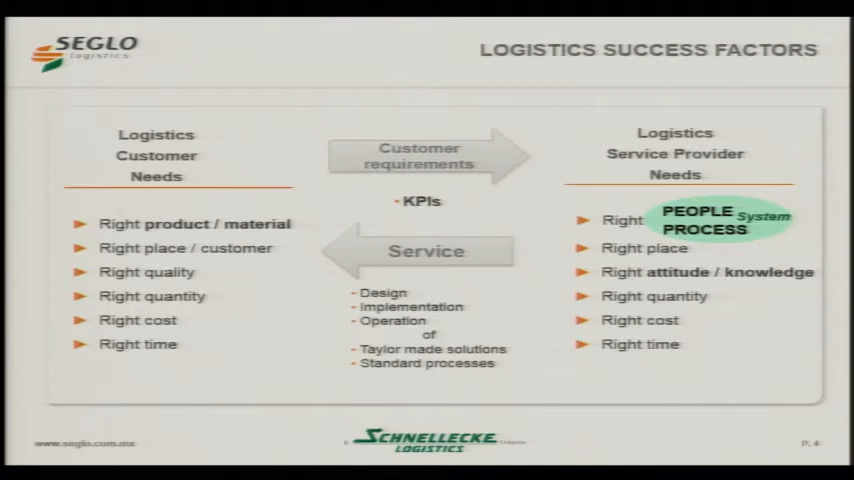 SEGLO
logistics
LOGISTICS SUCCESS FACTORS
Logistics
Customer
Needs
Right product / material
Right place / customer
Right quality
Right quantity
Right cost
Right time
Customer
requirements
- KPIs
Service
- Design
- Implementation
- Operation
of
- Taylor made solutions
- Standard processes
Logistics
Service Provider
Needs
Right PEOPLE System
PROCESS
Right place
Right attitude / knowledge
Right quantity
Right cost
Right time
www.seglo.com.mx
SCHNELLECKE
LOGISTICS
P. 4